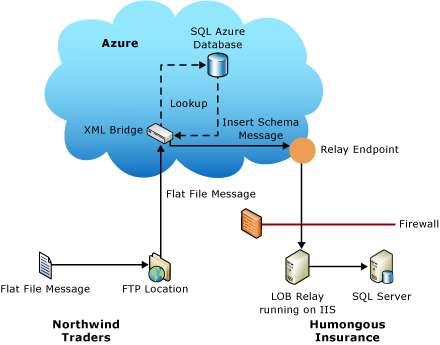 Azure
SQL Azure
Database
Lookup
XML Bridge
Insert Schema
Message
Relay Endpoint
Flat File Message
Firewall
Flat File Message
FTP Location
LOB Relay
running on IIS
SQL Server
Northwind
Traders
Humongous
Insurance